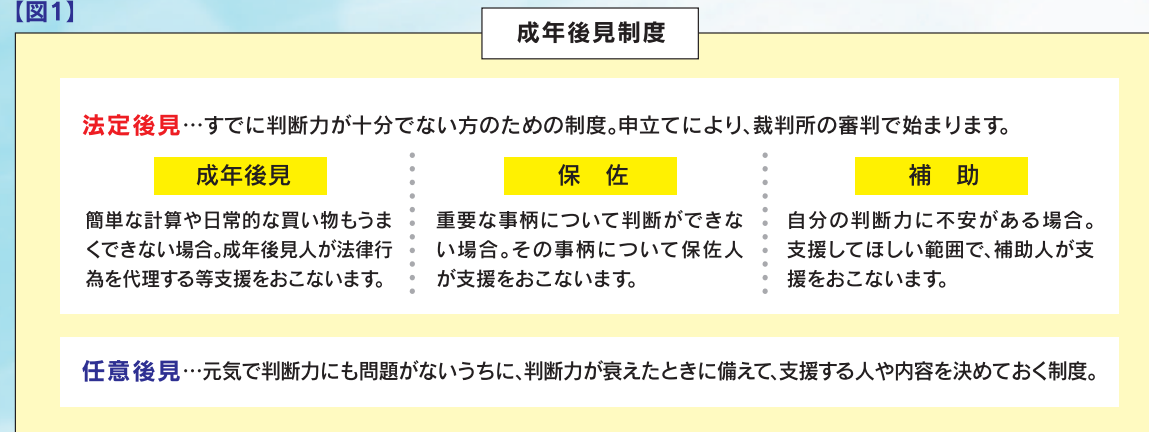 【図1】
成年後見制度
法定後見…すでに判断力が十分でない方のための制度。申立てにより、裁判所の審判で始まります。
成年後見
簡単な計算や日常的な買い物もうま
くできない場合。成年後見人が法律行
為を代理する等支援をおこないます。
保　佐
重要な事柄について判断ができな
い場合。その事柄について保佐人
が支援をおこないます。
補　助
自分の判断力に不安がある場合。
支援してほしい範囲で、補助人が支
援をおこないます。
任意後見…元気で判断力にも問題がないうちに、判断力が衰えたときに備えて、支援する人や内容を決めておく制度。